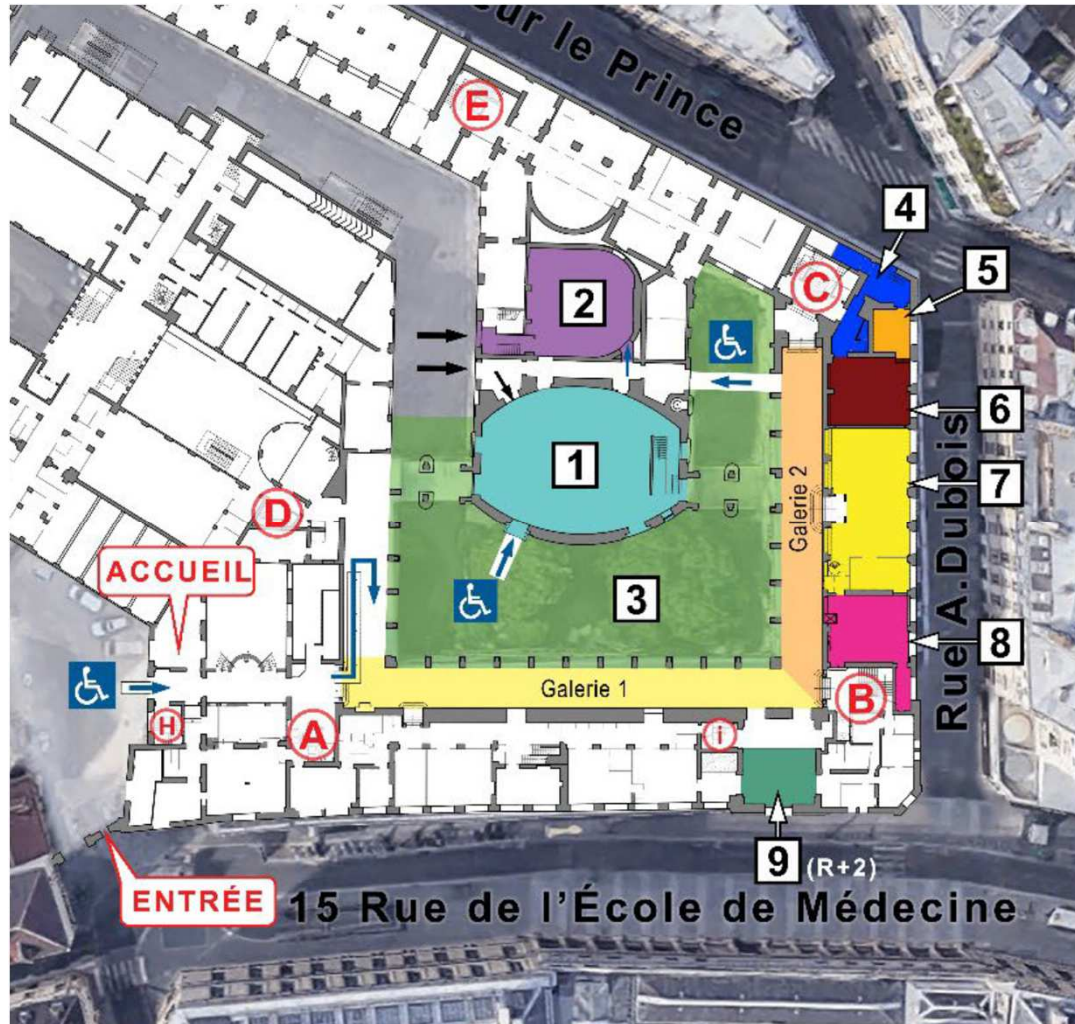 ur le Prince
E
4
5
C
2
6
1
7
Galerie 2
D
ACCUEIL
3
8
Rue A.Dubois
Galerie 1
B
H
A
i
9 (R+2)
ENTRÉE
15 Rue de l'École de Médecine